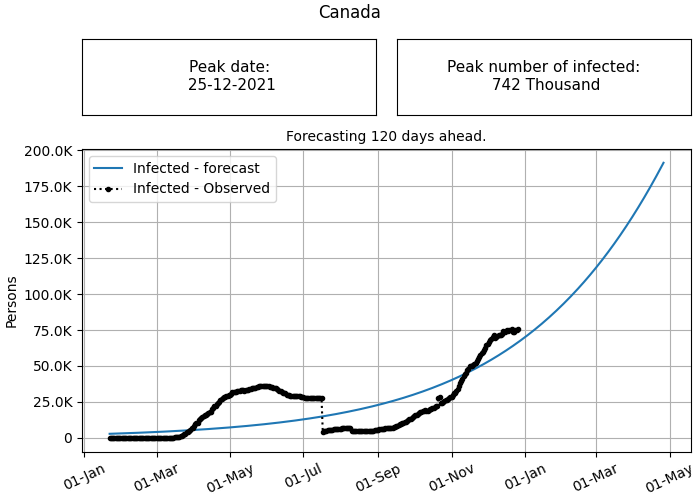 Canada
Peak date:
25-12-2021
Peak number of infected:
742 Thousand
Forecasting 120 days ahead.
Infected - forecast
Infected - Observed
200.0K
175.0K
150.0K
125.0K
100.0K
75.0K
50.0K
25.0K
0
Persons
01-Jan
01-Mar
01-May
01-Jul
01-Sep
01-Nov
01-Jan
01-Mar
01-May